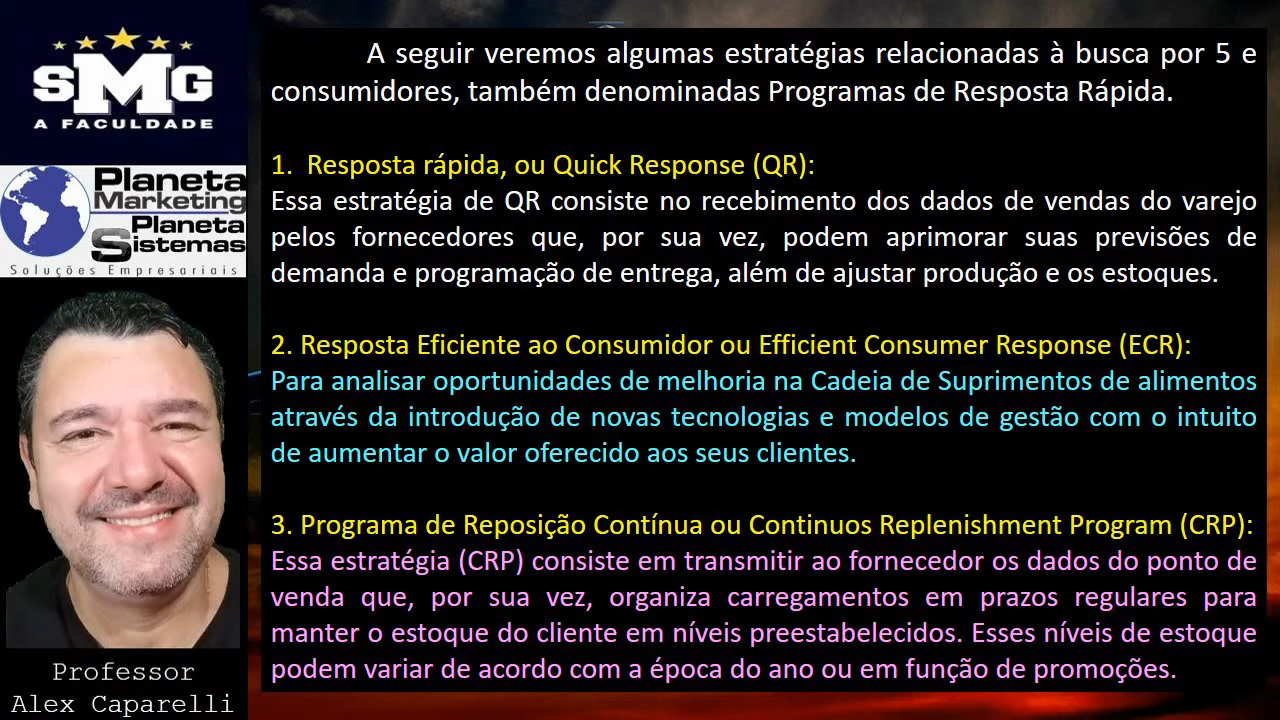 SMG
A FACULDADE
Planeta
Marketing
Planeta
Sistemas
Soluções Empresariais
Professor
Alex Caparelli
A seguir veremos algumas estratégias relacionadas à busca por 5 e
consumidores, também denominadas Programas de Resposta Rápida.
1. Resposta rápida, ou Quick Response (QR):
Essa estratégia de QR consiste no recebimento dos dados de vendas do varejo
pelos fornecedores que, por sua vez, podem aprimorar suas previsões de
demanda e programação de entrega, além de ajustar produção e os estoques.
2. Resposta Eficiente ao Consumidor ou Efficient Consumer Response (ECR):
Para analisar oportunidades de melhoria na Cadeia de Suprimentos de alimentos
através da introdução de novas tecnologias e modelos de gestão com o intuito
de aumentar o valor oferecido aos seus clientes.
3. Programa de Reposição Contínua ou Continuos Replenishment Program (CRP):
Essa estratégia (CRP) consiste em transmitir ao fornecedor os dados do ponto de
venda que, por sua vez, organiza carregamentos em prazos regulares para
manter o estoque do cliente em níveis preestabelecidos. Esses níveis de estoque
podem variar de acordo com a época do ano ou em função de promoções.